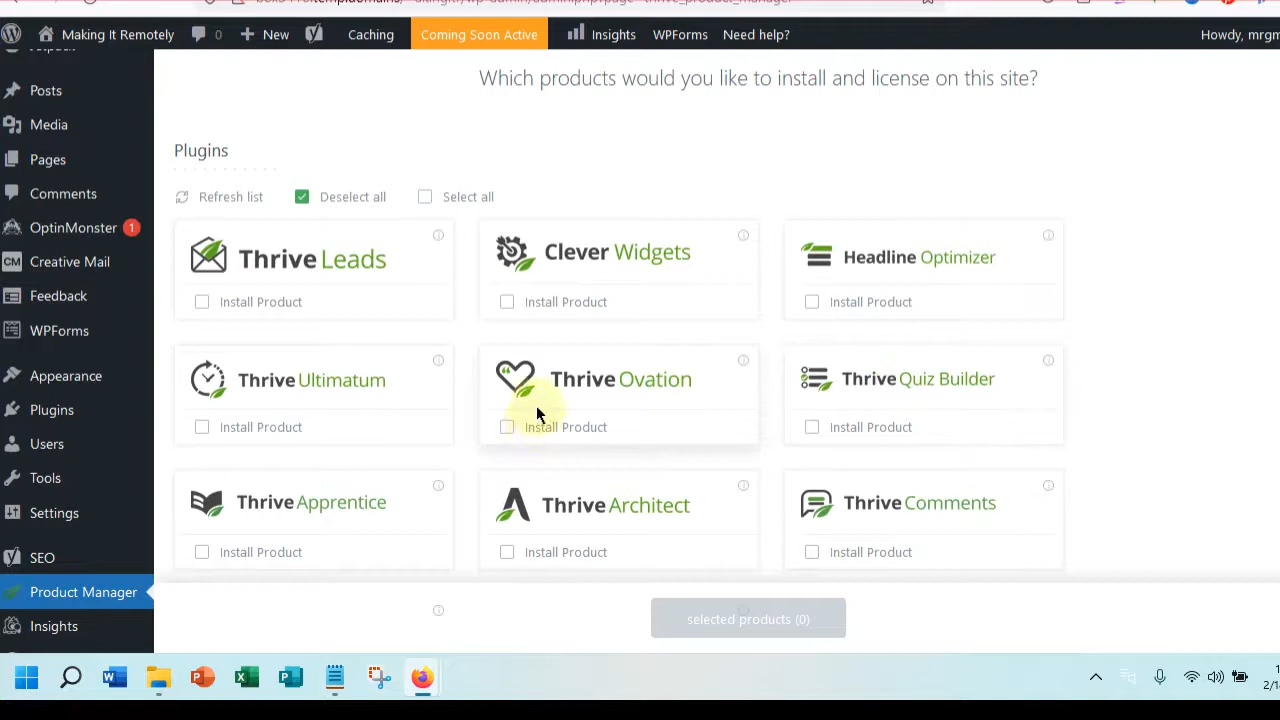 Making It Remotely
0
New
Caching
Coming Soon Active
Insights
WPForms
Need help?
Howdy, mrgm
Posts
Media
Pages
Comments
OptinMonster 1
CM Creative Mail
Feedback
WPForms
Appearance
Plugins
Users
Tools
Settings
SEO
Product Manager
Insights
Which products would you like to install and license on this site?
Plugins
Refresh list
Deselect all
Select all
Thrive Leads
Install Product
Clever Widgets
Install Product
Headline Optimizer
Install Product
Thrive Ultimatum
Install Product
Thrive Ovation
Install Product
Thrive Quiz Builder
Install Product
Thrive Apprentice
Install Product
Thrive Architect
Install Product
Thrive Comments
Install Product
selected products (0)